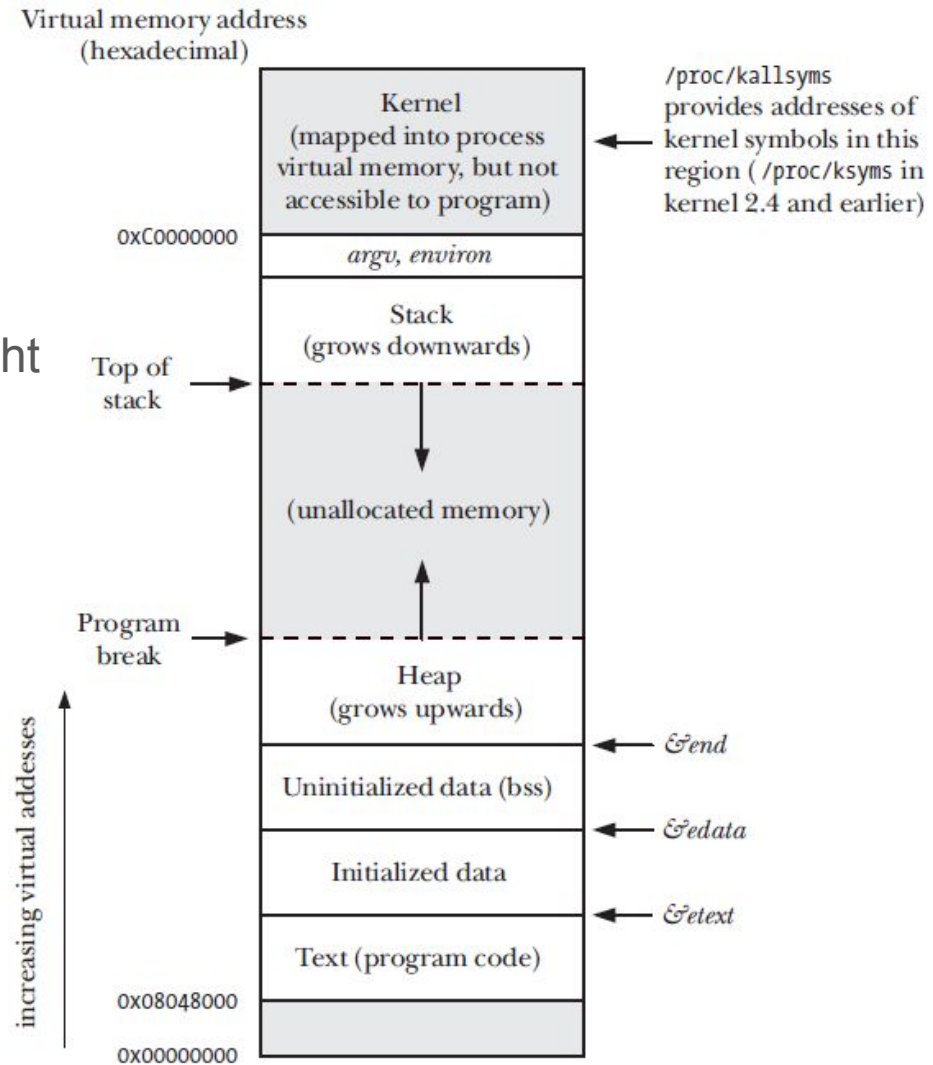 Virtual memory address
(hexadecimal)
Kernel
(mapped into process
virtual memory, but not
accessible to program)
/proc/kallsyms
provides addresses of
kernel symbols in this
region (/proc/ksyms in
kernel 2.4 and earlier)
0xC0000000
argv, environ
Stack
(grows downwards)
ht
Top of
stack
(unallocated memory)
Program
break
Heap
(grows upwards)
&end
Uninitialized data (bss)
&edata
Initialized data
&etext
Text (program code)
increasing virtual addesses
0x08048000
0x00000000